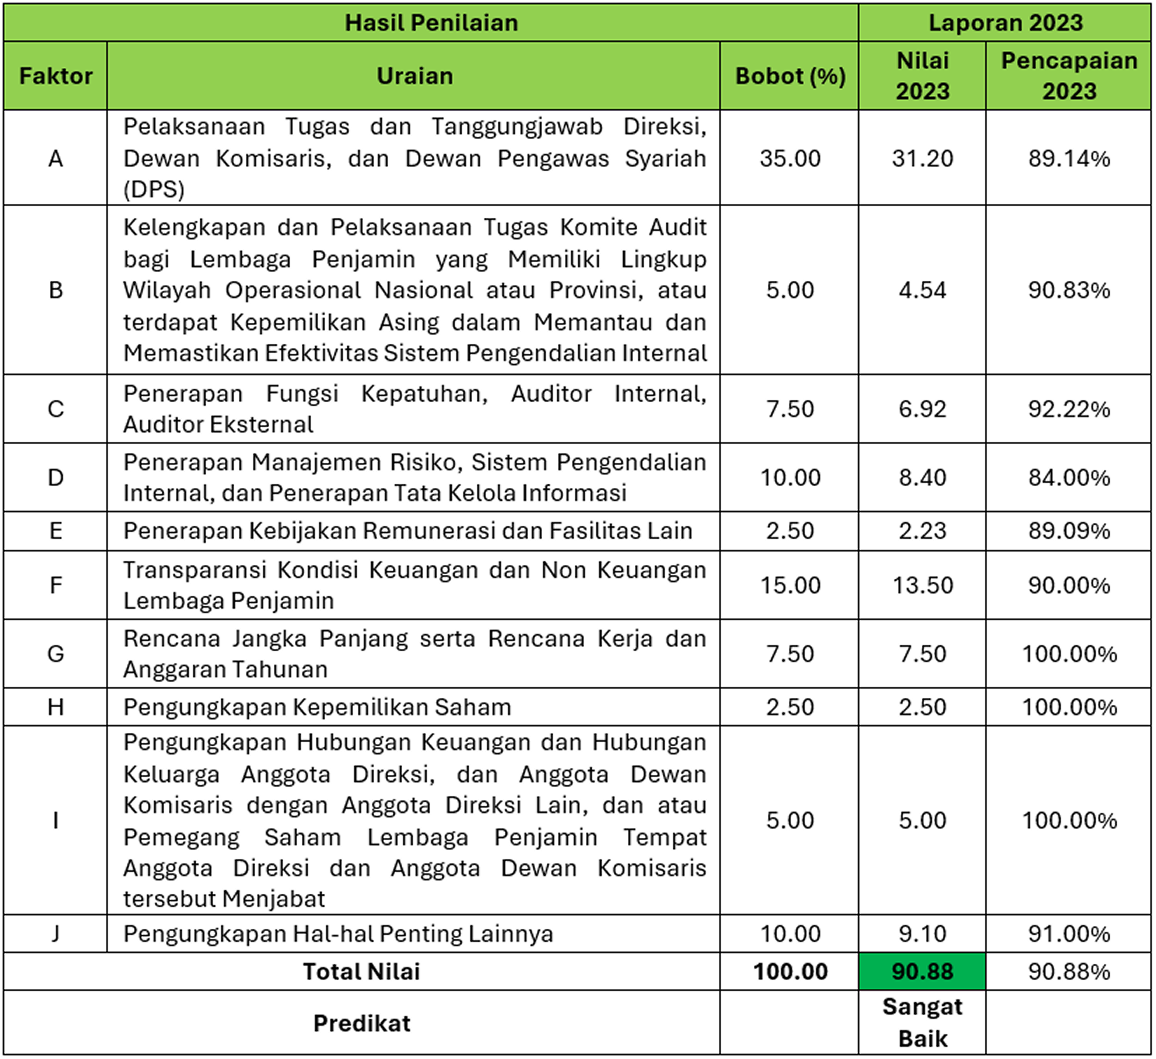 Hasil Penilaian
Laporan 2023
Faktor
Uraian
Bobot (%)
Nilai
2023
Pencapaian
2023
A
Pelaksanaan Tugas dan Tanggungjawab Direksi,
Dewan Komisaris, dan Dewan Pengawas Syariah
(DPS)
35.00
31.20
89.14%
B
Kelengkapan dan Pelaksanaan Tugas Komite Audit
bagi Lembaga Penjamin yang Memiliki Lingkup
Wilayah Operasional Nasional atau Provinsi, atau
terdapat Kepemilikan Asing dalam Memantau dan
Memastikan Efektivitas Sistem Pengendalian Internal
5.00
4.54
90.83%
C
Penerapan Fungsi Kepatuhan, Auditor Internal,
Auditor Eksternal
7.50
6.92
92.22%
D
Penerapan Manajemen Risiko, Sistem Pengendalian
Internal, dan Penerapan Tata Kelola Informasi
10.00
8.40
84.00%
E
Penerapan Kebijakan Remunerasi dan Fasilitas Lain
2.50
2.23
89.09%
F
Transparansi Kondisi Keuangan dan Non Keuangan
Lembaga Penjamin
15.00
13.50
90.00%
G
Rencana Jangka Panjang serta Rencana Kerja dan
Anggaran Tahunan
7.50
7.50
100.00%
H
Pengungkapan Kepemilikan Saham
2.50
2.50
100.00%
I
Pengungkapan Hubungan Keuangan dan Hubungan
Keluarga Anggota Direksi, dan Anggota Dewan
Komisaris dengan Anggota Direksi Lain, dan atau
Pemegang Saham Lembaga Penjamin Tempat
Anggota Direksi dan Anggota Dewan Komisaris
tersebut Menjabat
5.00
5.00
100.00%
J
Pengungkapan Hal-hal Penting Lainnya
10.00
9.10
91.00%
Total Nilai
100.00
90.88
90.88%
Predikat
Sangat
Baik